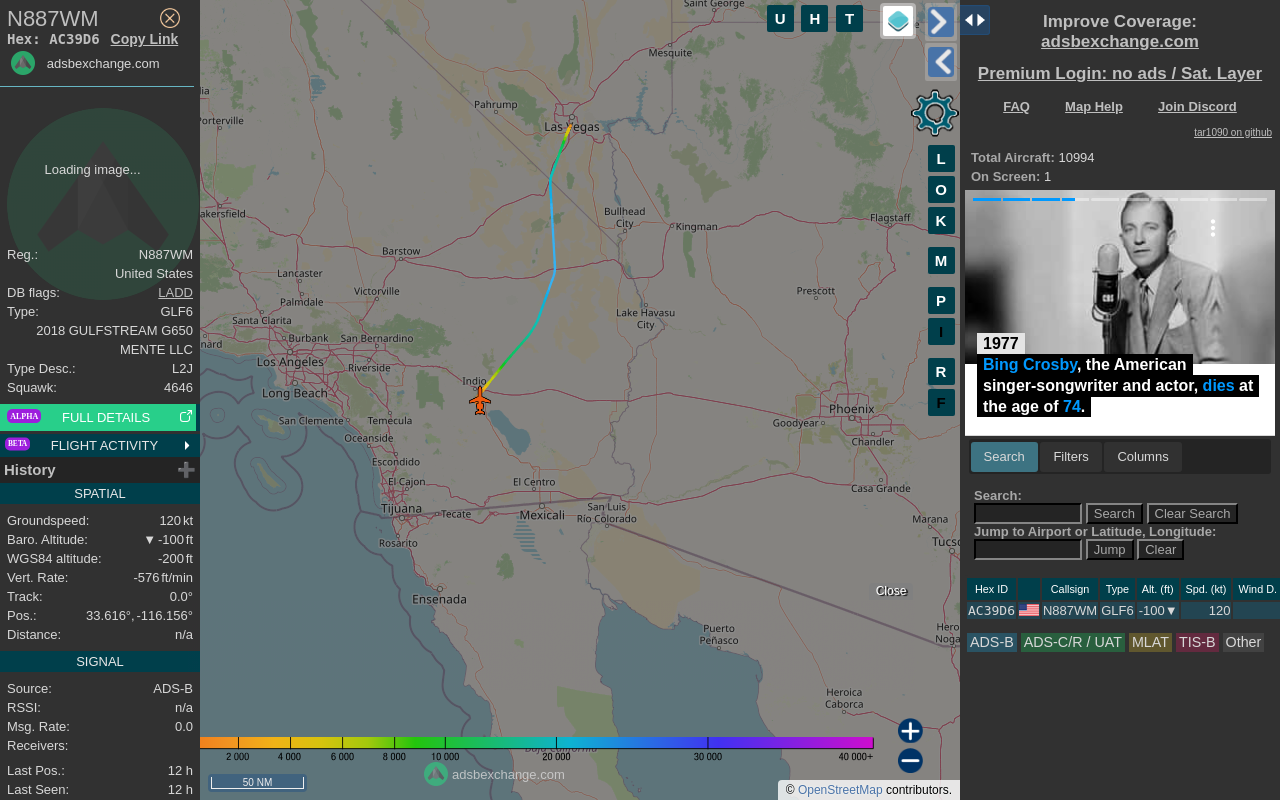 N887WM
Hex: AC39D6 Copy Link
adsbexchange.com
Loading image...
Reg.: N887WM
United States
DB flags: LADD
Type: GLF6
2018 GULFSTREAM G650
MENTE LLC
Type Desc.: L2J
Squawk: 4646
ALPHA FULL DETAILS
BETA FLIGHT ACTIVITY
History
SPATIAL
Groundspeed: 120 kt
Baro. Altitude: ▼ -100 ft
WGS84 altitude: -200 ft
Vert. Rate: -576 ft/min
Track: 0.0°
Pos.: 33.616°, -116.156°
Distance: n/a
SIGNAL
Source: ADS-B
RSSI: n/a
Msg. Rate: 0.0
Receivers:
Last Pos.: 12 h
Last Seen: 12 h
Saint George
U H T
Mesquite
Pahrump
Porterville
Las Vegas
akersfield
Bullhead
City
Kingman
Flagstaff
Barstow
Lancaster
Palmdale
Victorville
Prescott
Santa Clarita
Lake Havasu
City
nard
Burbank
San Bernardino
Los Angeles
Riverside
Indio
Long Beach
San Clemente
Temecula
Oceanside
Phoenix
Goodyear
Chandler
Escondido
El Cajon
El Centro
Casa Grande
Tijuana
Tecate
Mexicali
San Luis
Río Colorado
Marana
Rosarito
Tucso
Ensenada
Close
Puerto
Peñasco
Hero
Noga
Heroica
Caborca
Baja California
L
O
K
M
P
I
R
F
2 000 4 000 6 000 8 000 10 000 20 000 30 000 40 000+
adsbexchange.com
50 NM
© OpenStreetMap contributors.
Improve Coverage:
adsbexchange.com
Premium Login: no ads / Sat. Layer
FAQ Map Help Join Discord
tar1090 on github
Total Aircraft: 10994
On Screen: 1
1977
Bing Crosby, the American
singer-songwriter and actor, dies at
the age of 74.
Search Filters Columns
Search:
Search Clear Search
Jump to Airport or Latitude, Longitude:
Jump Clear
Hex ID Callsign Type Alt. (ft) Spd. (kt) Wind D.
AC39D6 N887WM GLF6 -100▼ 120
ADS-B ADS-C/R / UAT MLAT TIS-B Other